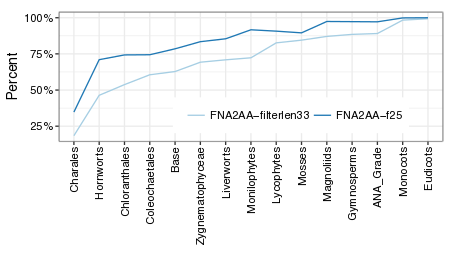 100%
75%
50%
25%
Percent
FNA2AA−filterlen33
FNA2AA−f25
Charales
Hornworts
Chloranthales
Coleochaetales
Base
Zygnematophyceae
Liverworts
Monilophytes
Lycophytes
Mosses
Magnoliids
Gymnosperms
ANA_Grade
Monocots
Eudicots